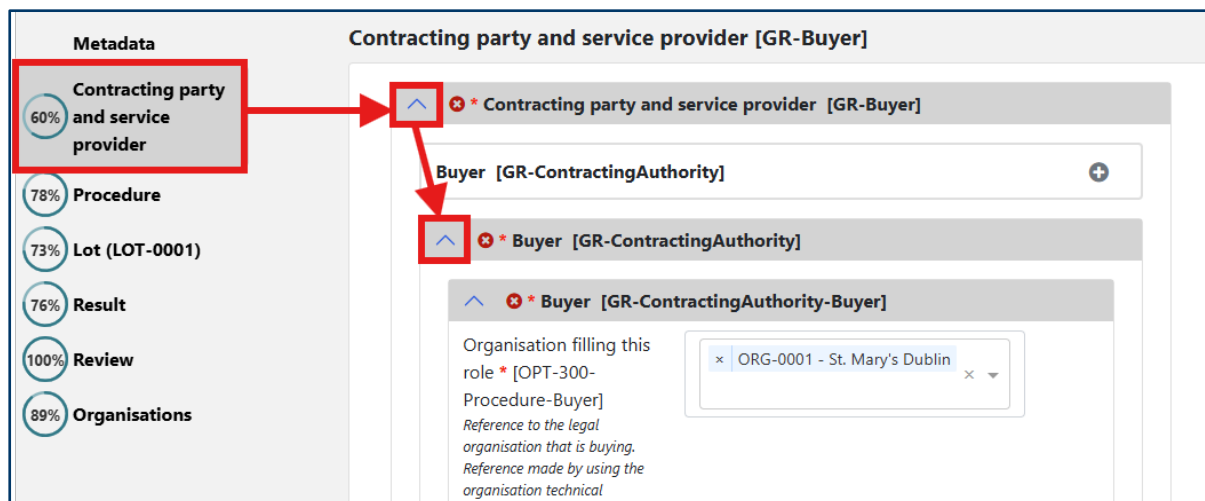 Metadata
Contracting party
60% and service
provider
78% Procedure
73% Lot (LOT-0001)
76% Result
100% Review
89% Organisations
Contracting party and service provider [GR-Buyer]
* Contracting party and service provider [GR-Buyer]
Buyer [GR-ContractingAuthority]
* Buyer [GR-ContractingAuthority]
* Buyer [GR-ContractingAuthority-Buyer]
Organisation filling this
role * [OPT-300-
Procedure-Buyer]
Reference to the legal
organisation that is buying.
Reference made by using the
organisation technical
× ORG-0001 - St. Mary's Dublin ×